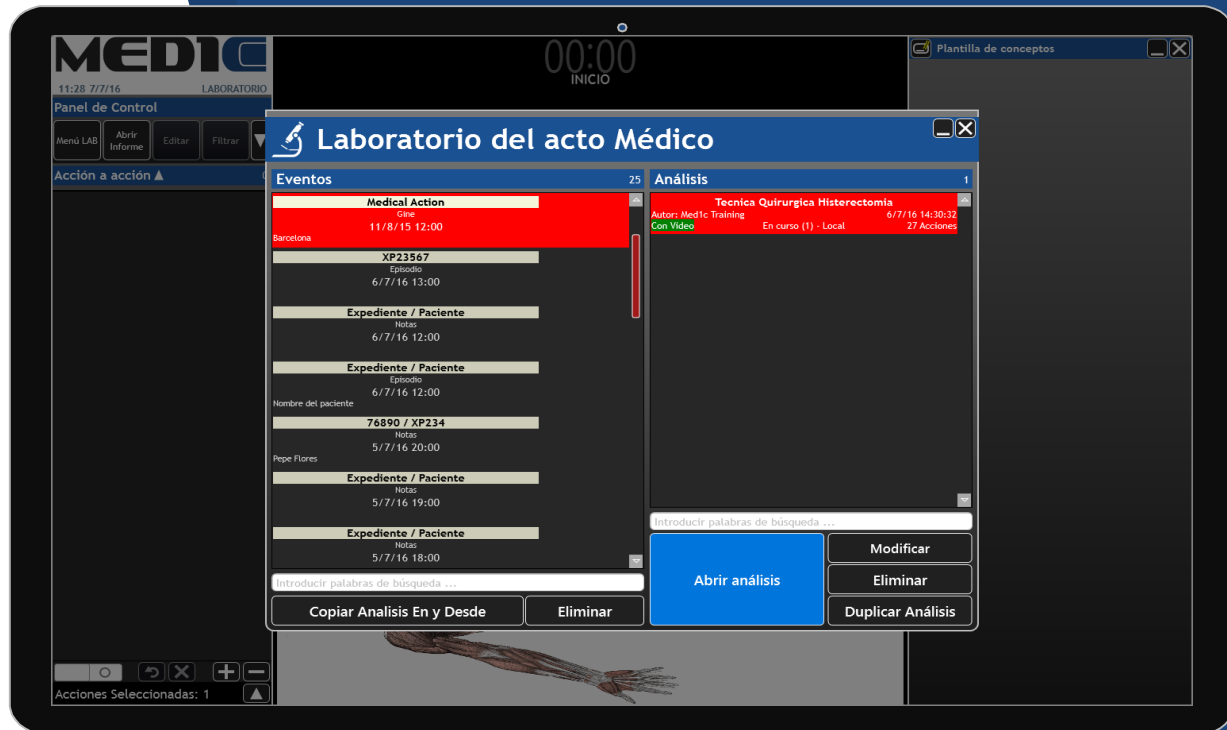 MED1C
11:28 7/7/16 LABORATORIO
Panel de Control
Menú LAB
Abrir Informe
Editar
Filtrar
Acción a acción
00:00
INICIO
Plantilla de conceptos
Laboratorio del acto Médico
Eventos 25
Medical Action
Gine
11/8/15 12:00
Barcelona
XP23567
Episodio
6/7/16 13:00
Expediente / Paciente
Notas
6/7/16 12:00
Expediente / Paciente
Episodio
6/7/16 12:00
Nombre del paciente
76890 / XP234
Notas
5/7/16 20:00
Pepe Flores
Expediente / Paciente
Notas
5/7/16 19:00
Expediente / Paciente
Notas
5/7/16 18:00
Introducir palabras de búsqueda ...
Copiar Analisis En y Desde
Eliminar
Análisis 1
Tecnica Quirurgica Histerectomia
Autor: Med1c Training 6/7/16 14:30:32
Con Video En curso (1) - Local 27 Acciones
Introducir palabras de búsqueda ...
Abrir análisis
Modificar
Eliminar
Duplicar Análisis
Acciones Seleccionadas: 1